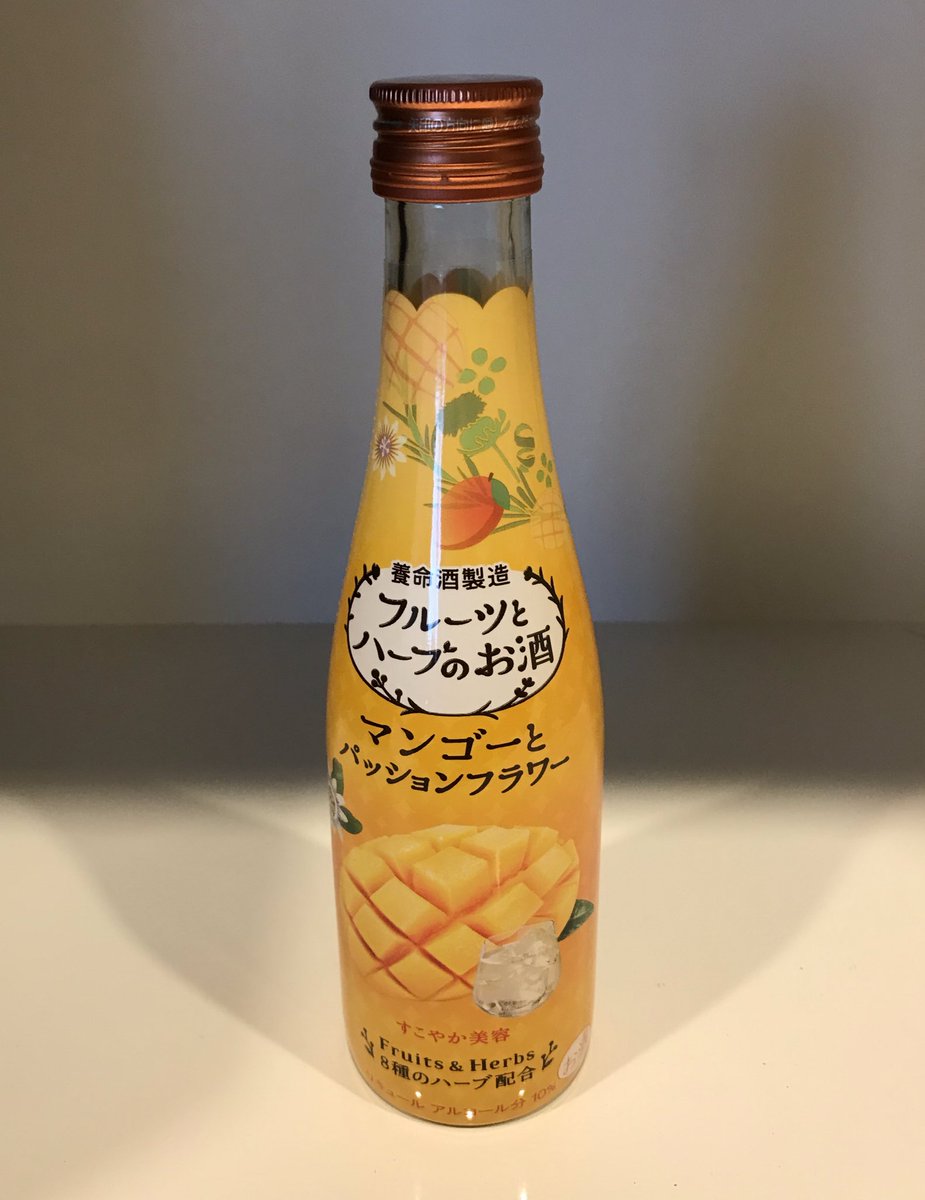 養命酒製造
フルーツと
ハーブのお酒
マンゴーと
パッションフラワー
すこやか美容
Fruits & Herbs
8種のハーブ配合
キュール アルコール分 10%
お酒